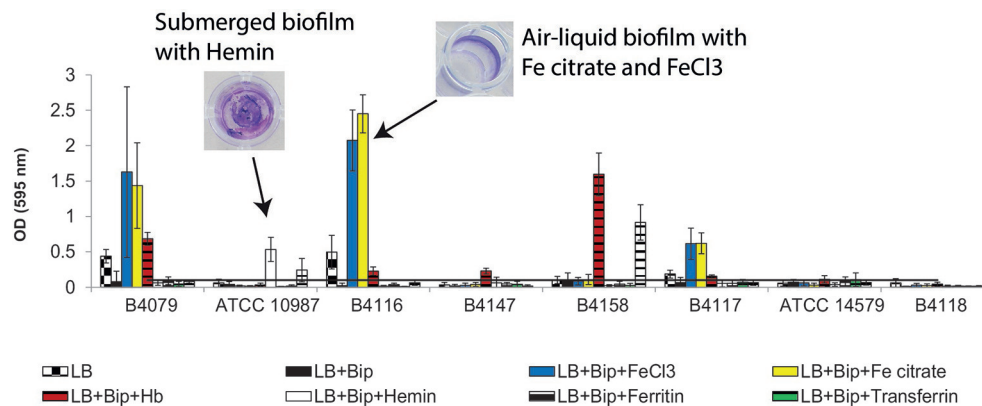 Submerged biofilm
with Hemin
Air-liquid biofilm with
Fe citrate and FeCl3
OD (595 nm)
3
2.5
2
1.5
1
0.5
0
B4079 ATCC 10987 B4116 B4147 B4158 B4117 ATCC 14579 B4118
LB LB+Bip LB+Bip+FeCl3 LB+Bip+Fe citrate
LB+Bip+Hb LB+Bip+Hemin LB+Bip+Ferritin LB+Bip+Transferrin